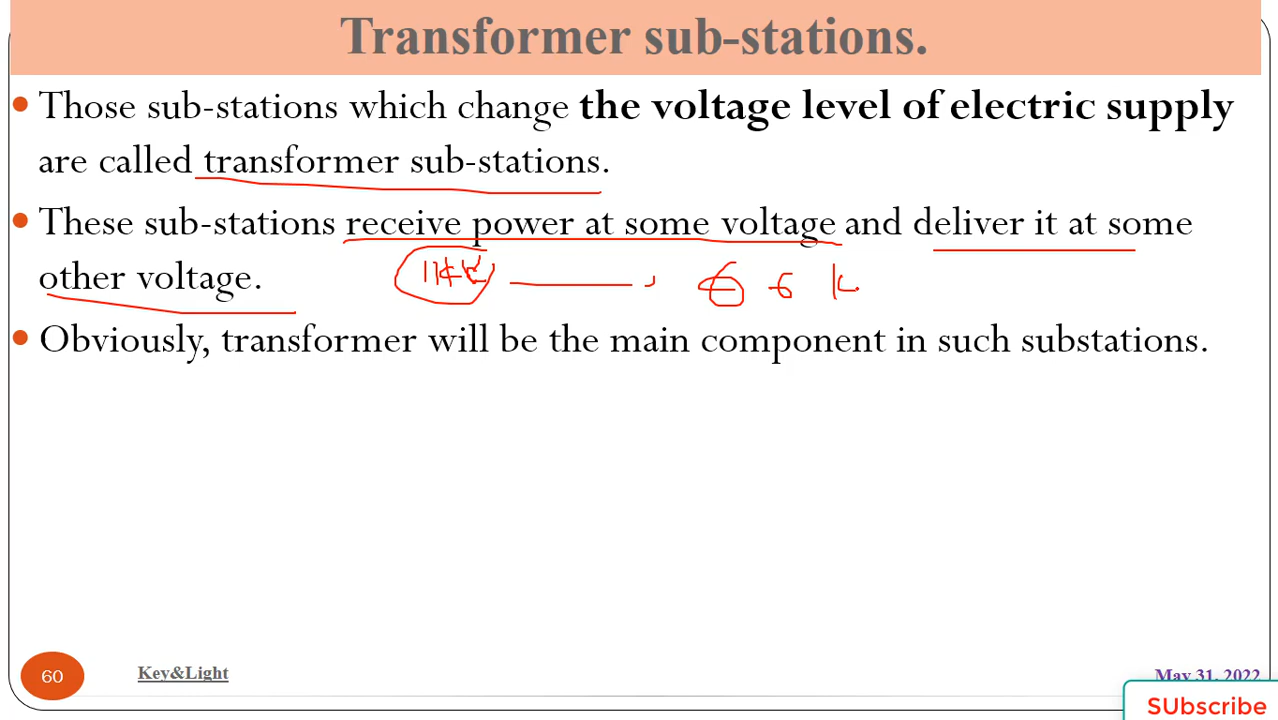 Transformer sub-stations.
• Those sub-stations which change the voltage level of electric supply
are called transformer sub-stations.
• These sub-stations receive power at some voltage and deliver it at some
other voltage.
66 k
• Obviously, transformer will be the main component in such substations.
60
Key&Light
May 31, 2022
SUbscribe